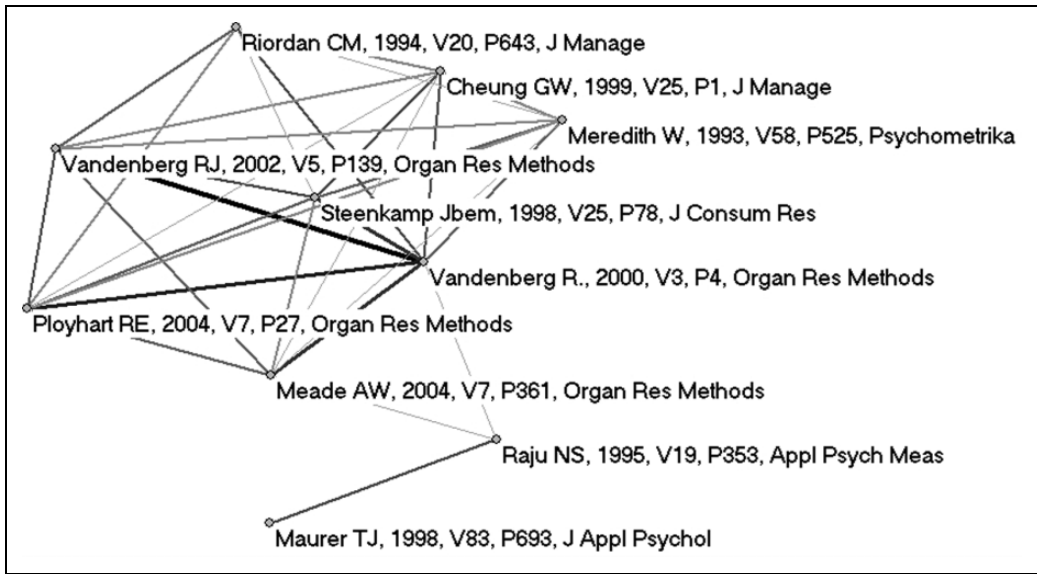 Riordan CM, 1994, V20, P643, J Manage
Cheung GW, 1999, V25, P1, J Manage
Meredith W, 1993, V58, P525, Psychometrika
Vandenberg RJ, 2002, V5, P139, Organ Res Methods
Steenkamp Jbem, 1998, V25, P78, J Consum Res
Vandenberg R., 2000, V3, P4, Organ Res Methods
Ployhart RE, 2004, V7, P27, Organ Res Methods
Meade AW, 2004, V7, P361, Organ Res Methods
Raju NS, 1995, V19, P353, Appl Psych Meas
Maurer TJ, 1998, V83, P693, J Appl Psychol